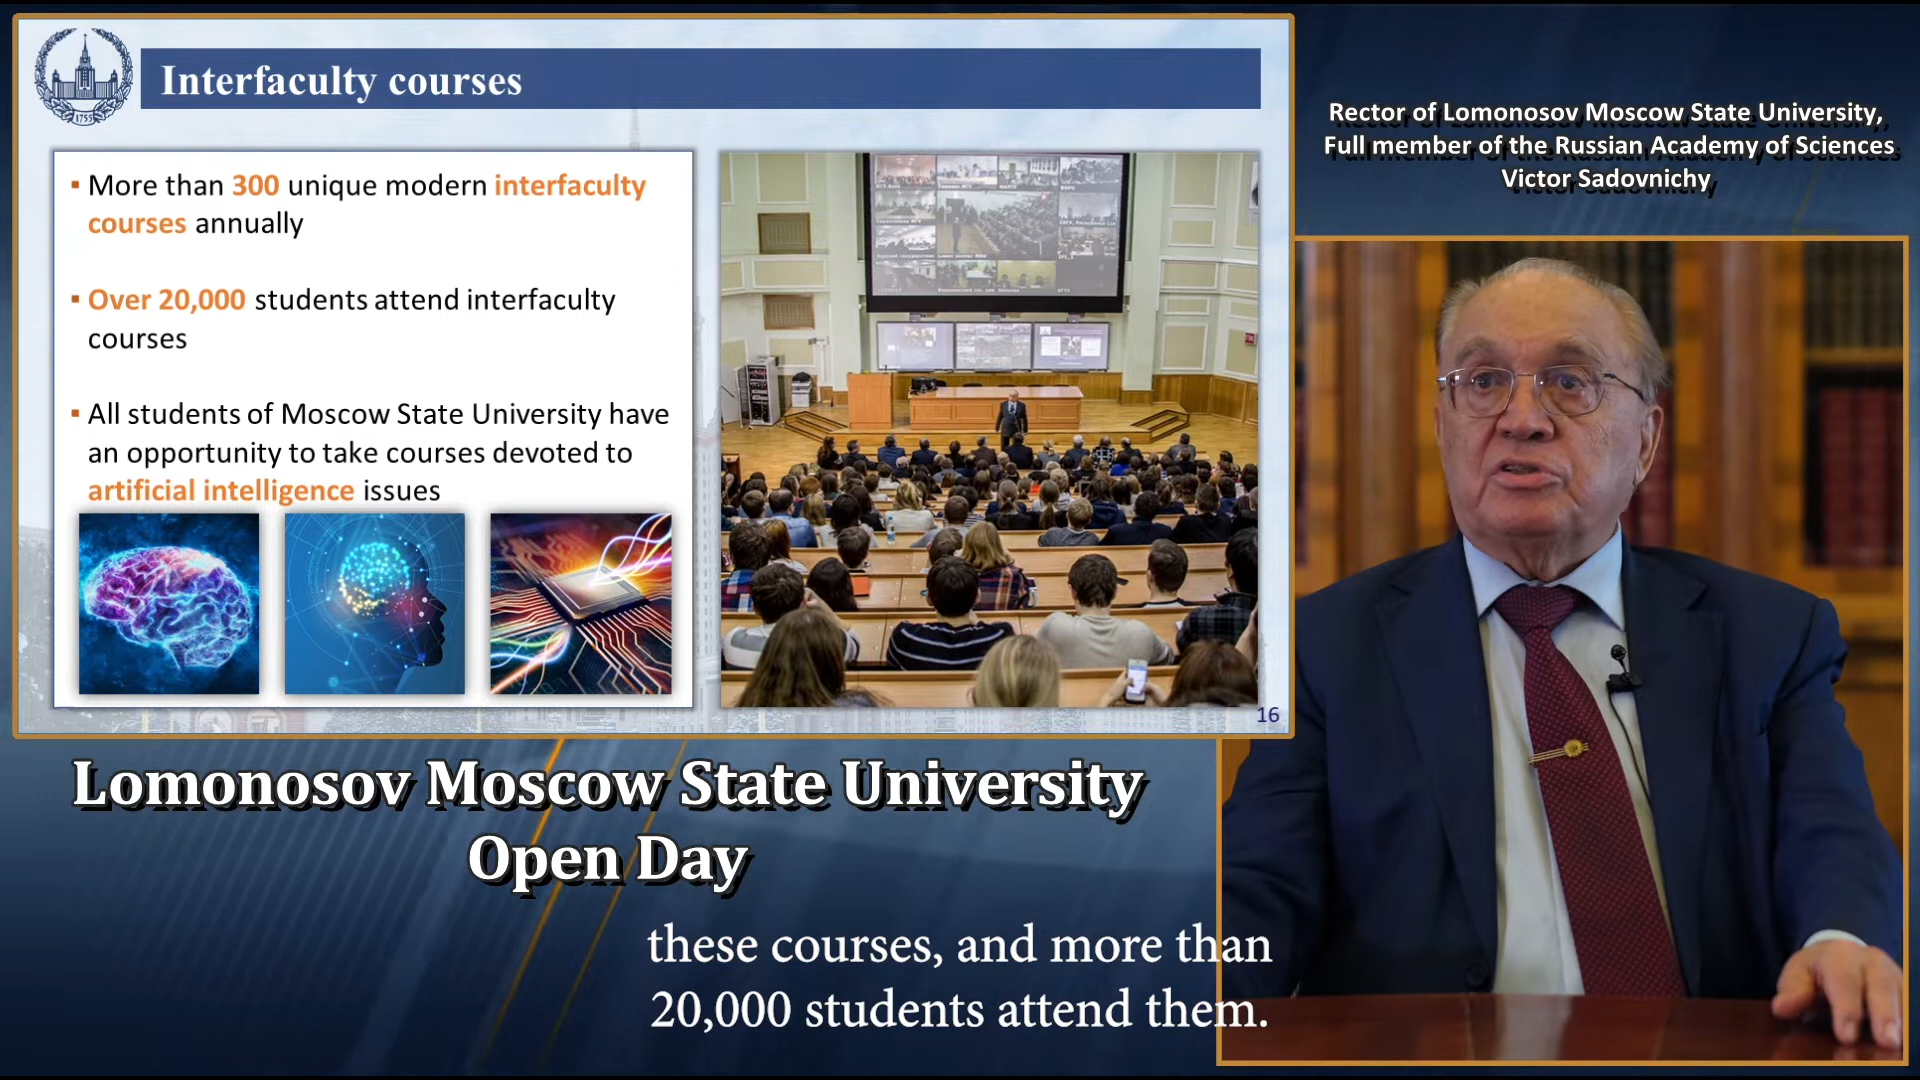 1755
Interfaculty courses
▪ More than 300 unique modern interfaculty
courses annually
▪ Over 20,000 students attend interfaculty
courses
▪ All students of Moscow State University have
an opportunity to take courses devoted to
artificial intelligence issues
16
Rector of Lomonosov Moscow State University,
Full member of the Russian Academy of Sciences
Victor Sadovnichy
Lomonosov Moscow State University
Open Day
these courses, and more than
20,000 students attend them.